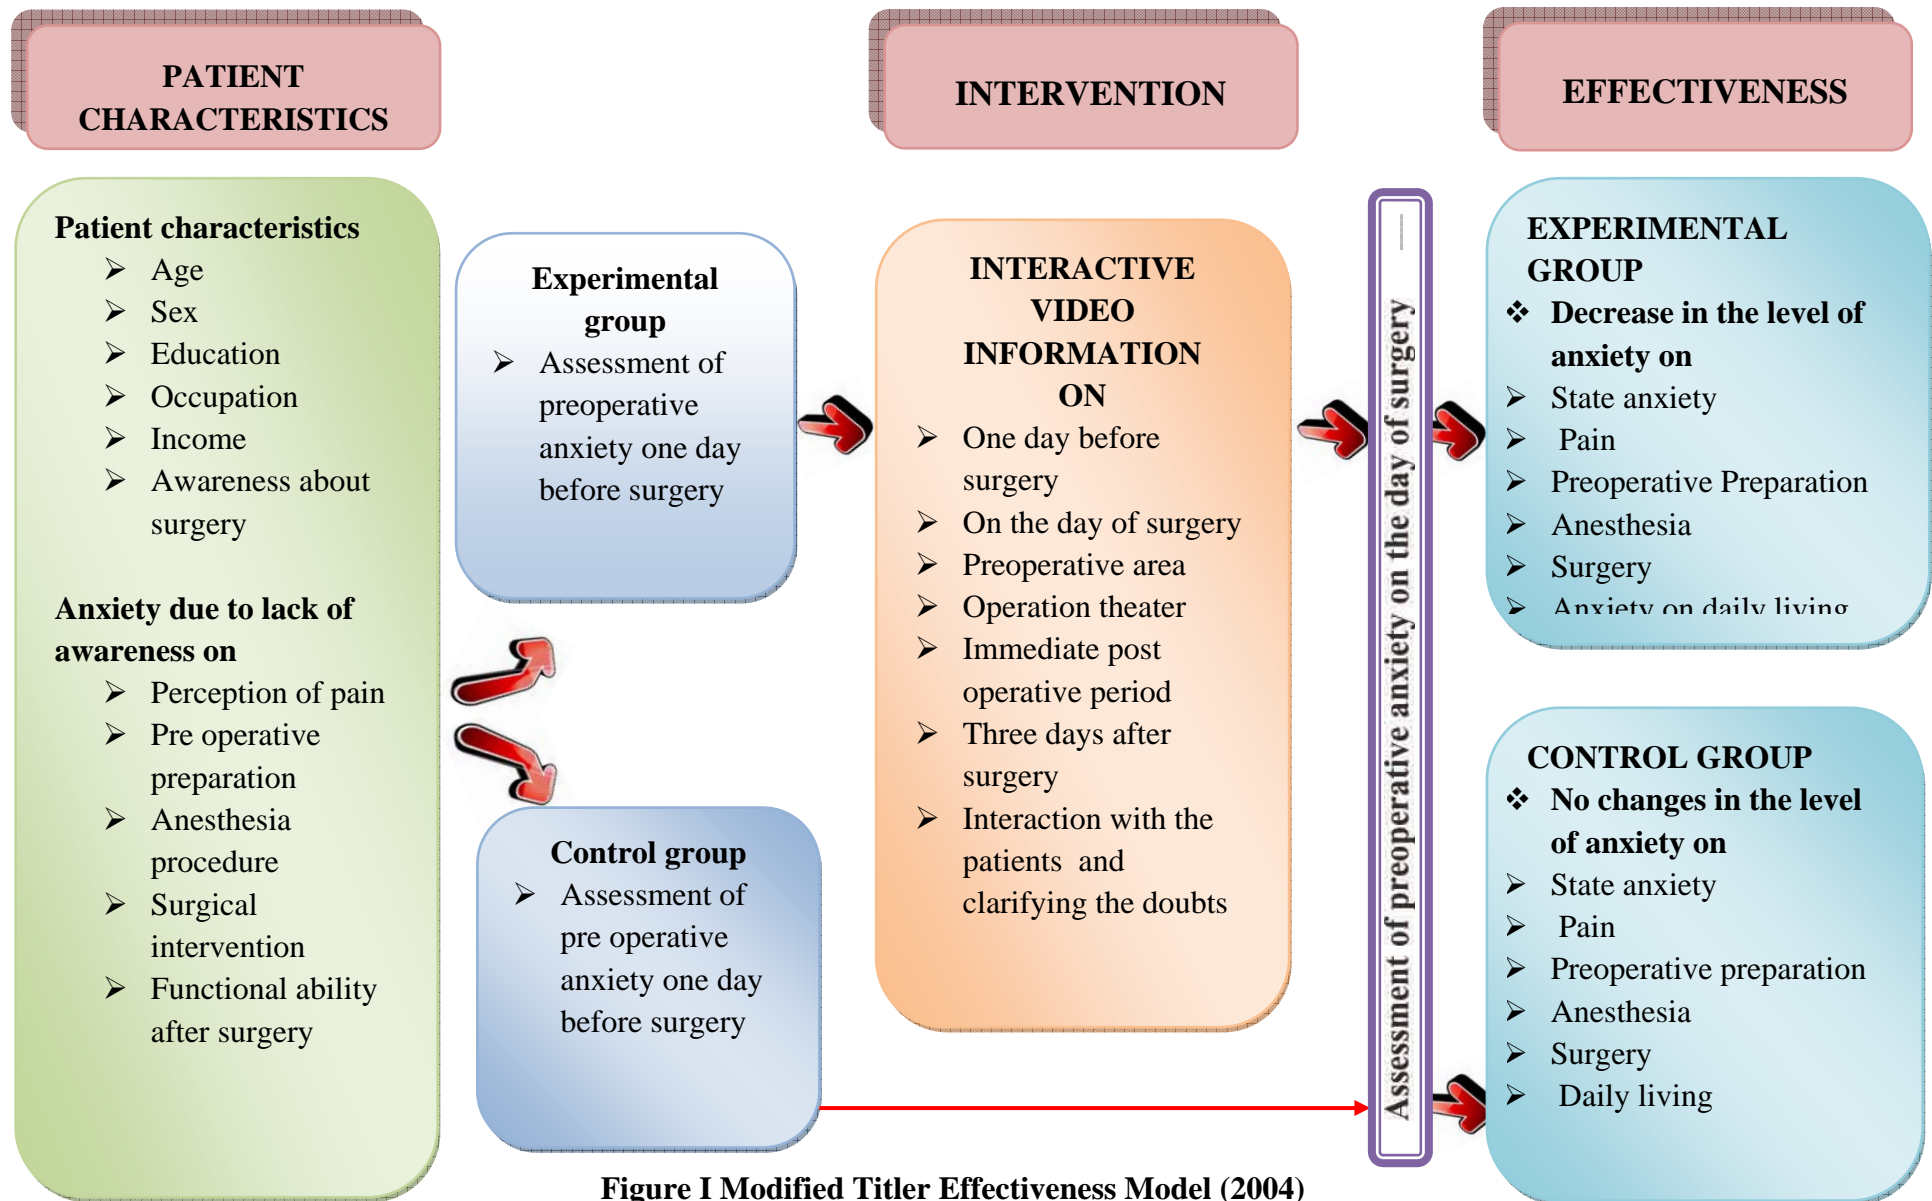 PATIENT
CHARACTERISTICS
INTERVENTION
EFFECTIVENESS
Patient characteristics
➢ Age
➢ Sex
➢ Education
➢ Occupation
➢ Income
➢ Awareness about
surgery
Anxiety due to lack of
awareness on
➢ Perception of pain
➢ Pre operative
preparation
➢ Anesthesia
procedure
➢ Surgical
intervention
➢ Functional ability
after surgery
Experimental
group
➢ Assessment of
preoperative
anxiety one day
before surgery
Control group
➢ Assessment of
pre operative
anxiety one day
before surgery
INTERACTIVE
VIDEO
INFORMATION
ON
➢ One day before
surgery
➢ On the day of surgery
➢ Preoperative area
➢ Operation theater
➢ Immediate post
operative period
➢ Three days after
surgery
➢ Interaction with the
patients and
clarifying the doubts
Assessment of preoperative anxiety on the day of surgery
EXPERIMENTAL
GROUP
❖ Decrease in the level of
anxiety on
➢ State anxiety
➢ Pain
➢ Preoperative Preparation
➢ Anesthesia
➢ Surgery
➢ Anxiety on daily living
CONTROL GROUP
❖ No changes in the level
of anxiety on
➢ State anxiety
➢ Pain
➢ Preoperative preparation
➢ Anesthesia
➢ Surgery
➢ Daily living
Figure I Modified Titler Effectiveness Model (2004)